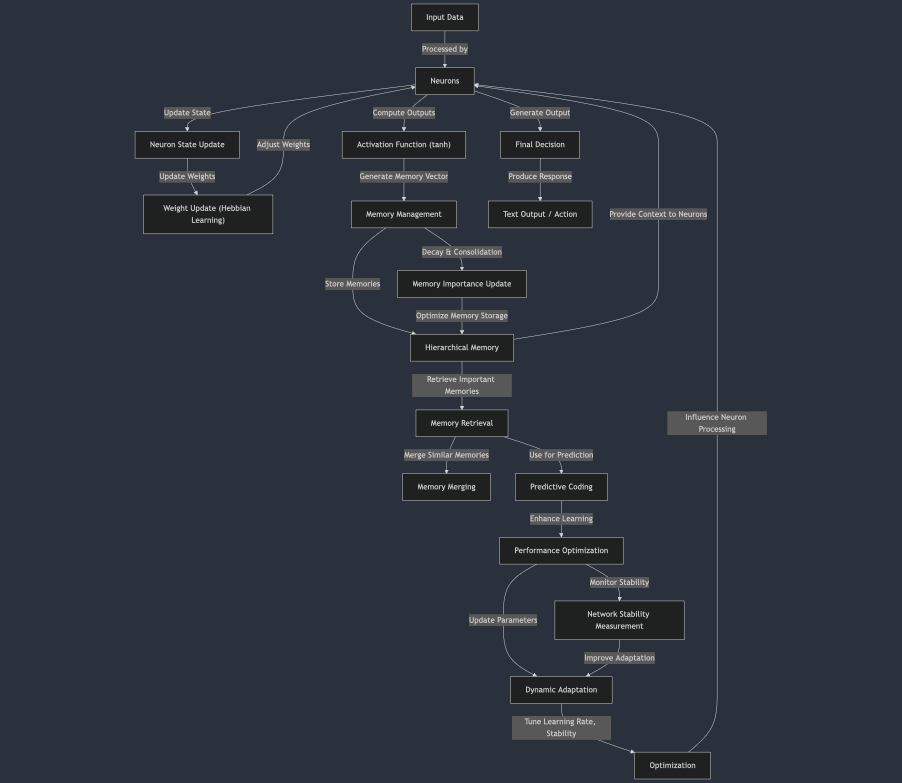 Input Data
Processed by
Neurons
Update State
Compute Outputs
Generate Output
Neuron State Update
Adjust Weights
Activation Function (tanh)
Final Decision
Update Weights
Generate Memory Vector
Produce Response
Weight Update (Hebbian
Learning)
Memory Management
Text Output / Action
Provide Context to Neurons
Decay & Consolidation
Store Memories
Memory Importance Update
Optimize Memory Storage
Hierarchical Memory
Retrieve Important
Memories
Memory Retrieval
Influence Neuron
Processing
Merge Similar Memories
Use for Prediction
Memory Merging
Predictive Coding
Enhance Learning
Performance Optimization
Monitor Stability
Update Parameters
Network Stability
Measurement
Improve Adaptation
Dynamic Adaptation
Tune Learning Rate,
Stability
Optimization